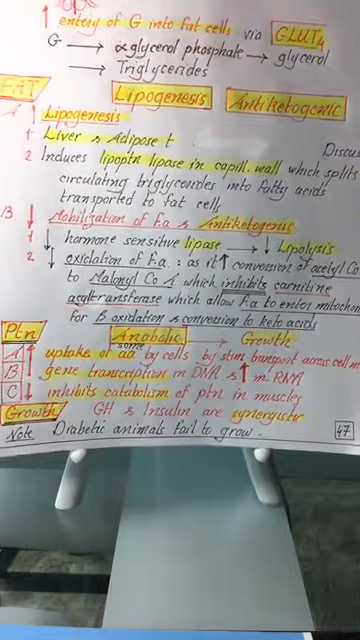 ↑ entery of G into fat cells via GLUT4
G → α glycerol phosphate → glycerol
→ Triglycerides
FAT Lipogenesis Antiketogenic
A ↑ Lipogenesis
1 Liver & Adipose t
2 Induces lipoptn lipase in capill. wall which splits
circulating triglycerides into fatty acids
transported to fat cells
B ↓ Mobilization of F.a & Antiketogenic
1 ↓ hormone sensitive lipase → ↓ Lipolysis
2 ↓ oxidation of F.a : as it ↑ conversion of acetyl Co
to Malonyl Co A which inhibits carnitine
acyltransferase which allow F.a to enter mitochon
for B oxidation & conversion to keto acids
Ptn Anabolic → Growth
A ↑ uptake of some aa by cells by stm transport across cell m
B gene transcription in DNA & ↑ m RNA
C ↓ inhibits catabolism of ptn in muscles
Growth GH & Insulin are synergistic
Note Diabetic animals fail to grow.
47
Discus